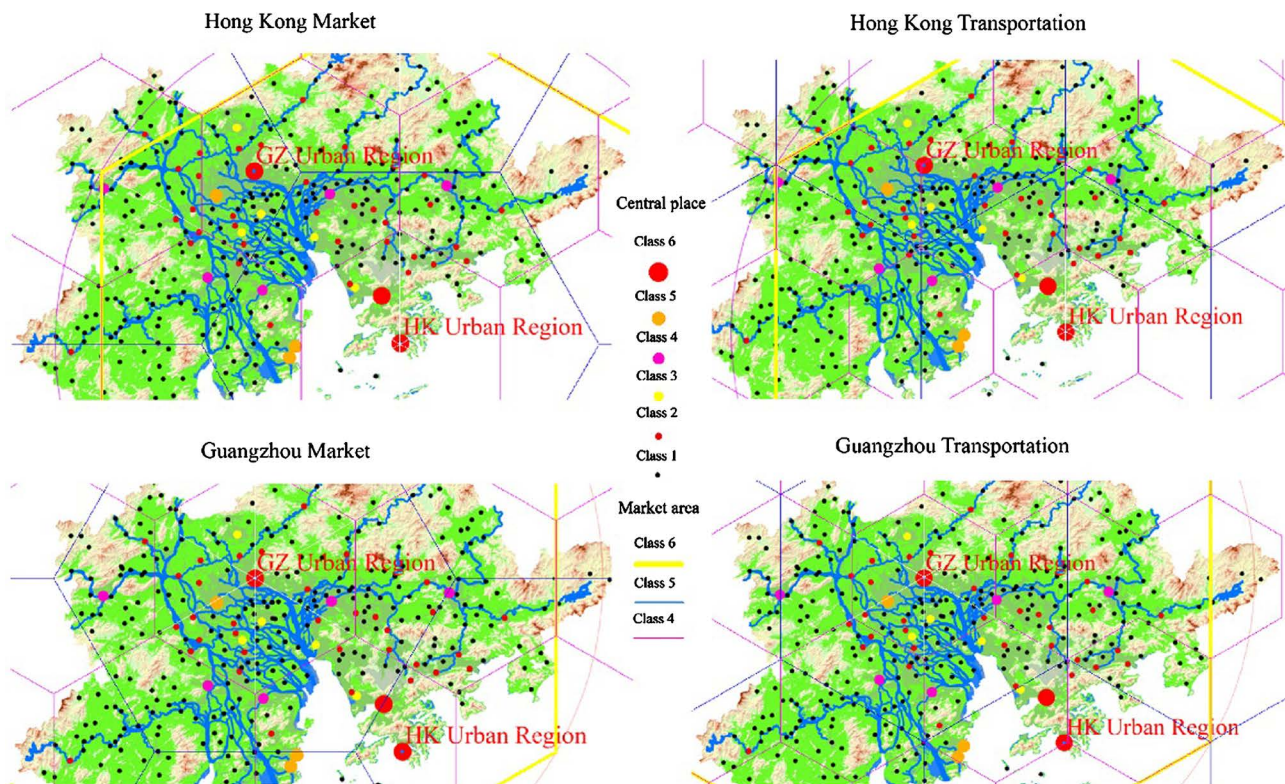 Hong Kong Market
Hong Kong Transportation
GZ Urban Region
HK Urban Region
GZ Urban Region
HK Urban Region
Central place
Class 6
Class 5
Class 4
Class 3
Class 2
Class 1
Market area
Class 6
Class 5
Class 4
Guangzhou Market
Guangzhou Transportation
GZ Urban Region
HK Urban Region
GZ Urban Region
HK Urban Region